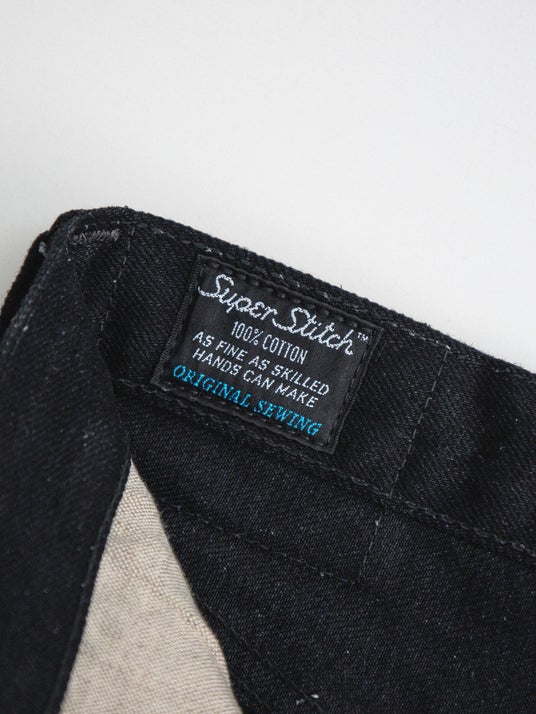 Super Stitch™
100% COTTON
AS FINE AS SKILLED
HANDS CAN MAKE
ORIGINAL SEWING